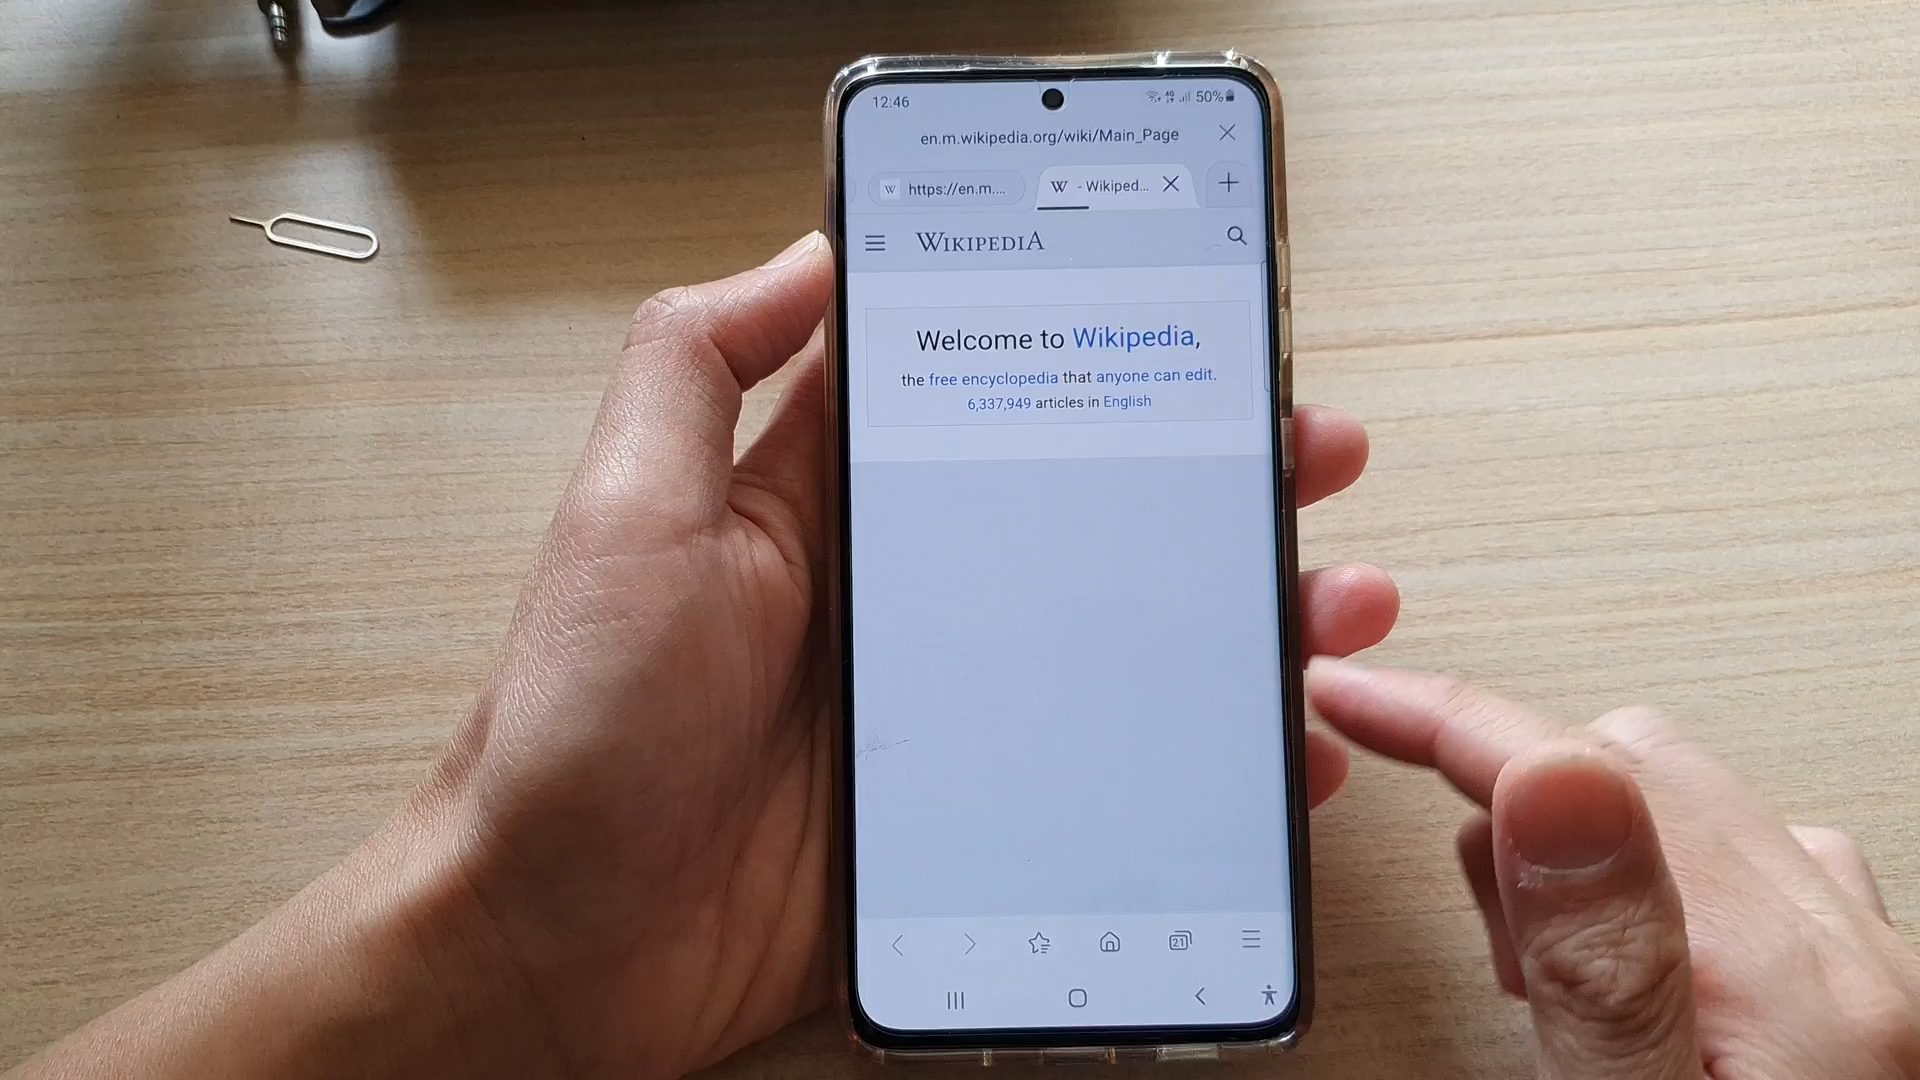 12:46
4G
50%
en.m.wikipedia.org/wiki/Main_Page
W https://en.m.... W - Wikiped...
WIKIPEDIA
Welcome to Wikipedia,
the free encyclopedia that anyone can edit.
6,337,949 articles in English
21